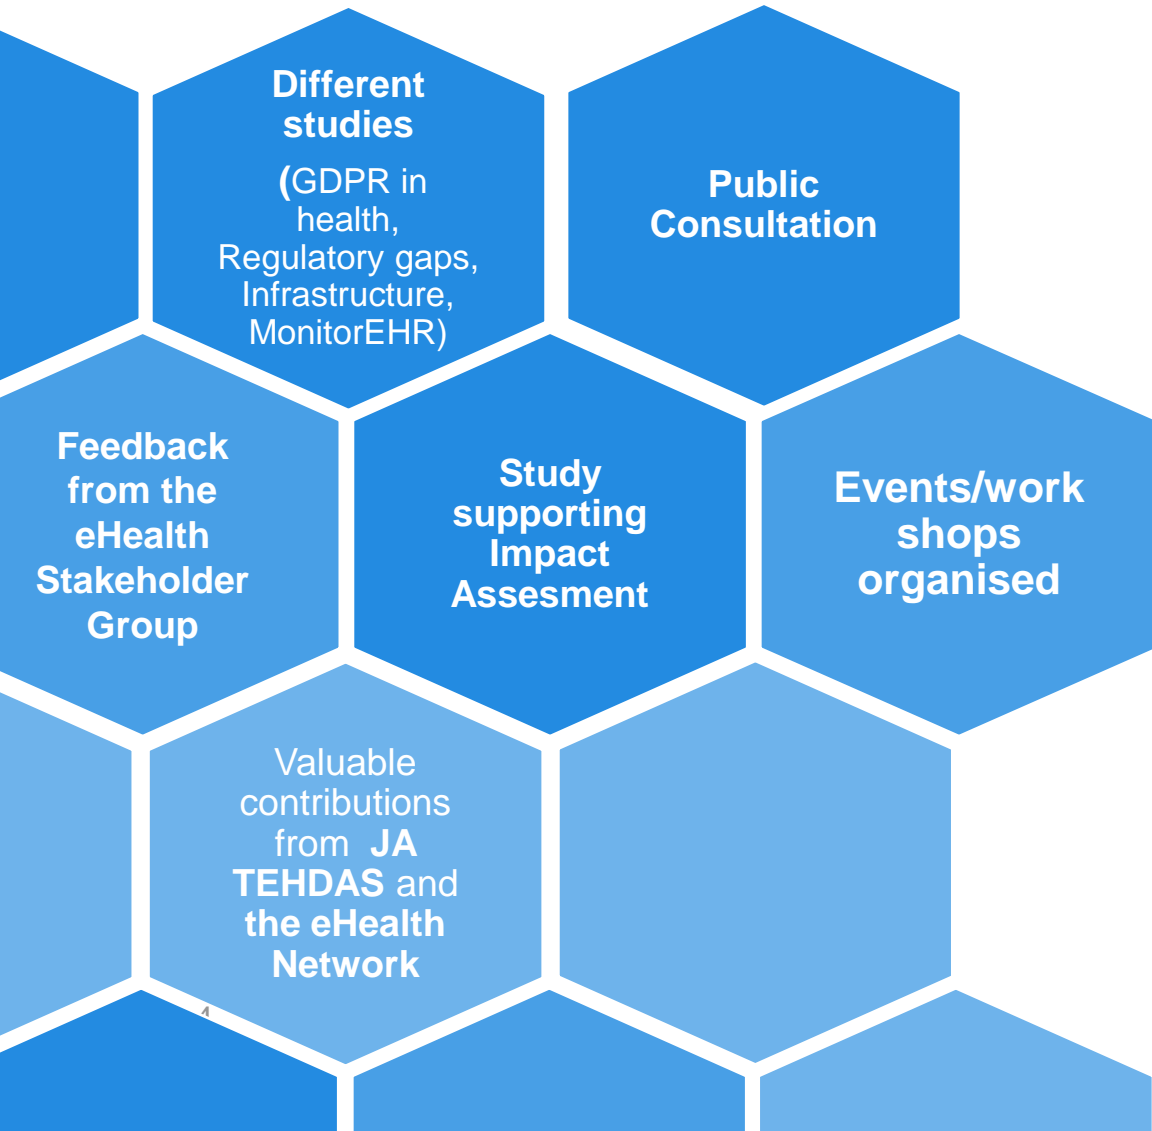 Different
studies
(GDPR in
health,
Regulatory gaps,
Infrastructure,
MonitorEHR)
Public
Consultation
Feedback
from the
eHealth
Stakeholder
Group
Study
supporting
Impact
Assesment
Events/work
shops
organised
Valuable
contributions
from JA
TEHDAS and
the eHealth
Network